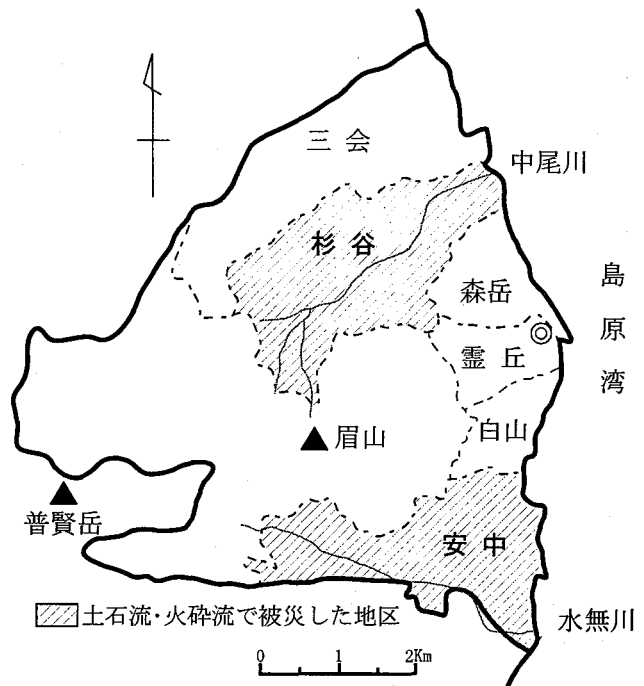 三会
中尾川
杉谷
島原湾
森岳
霊丘
眉山
白山
普賢岳
安中
土石流・火砕流で被災した地区
水無川
0 1 2Km